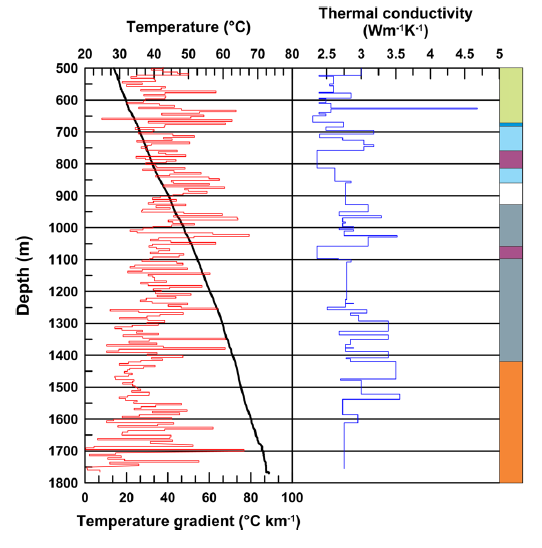 Temperature (°C)
Thermal conductivity
(Wm-1K-1)
20 30 40 50 60 70 80
2.5 3 3.5 4 4.5 5
500
600
700
800
900
1000
1100
1200
1300
1400
1500
1600
1700
1800
Depth (m)
0 20 40 60 80 100
Temperature gradient (°C km-1)